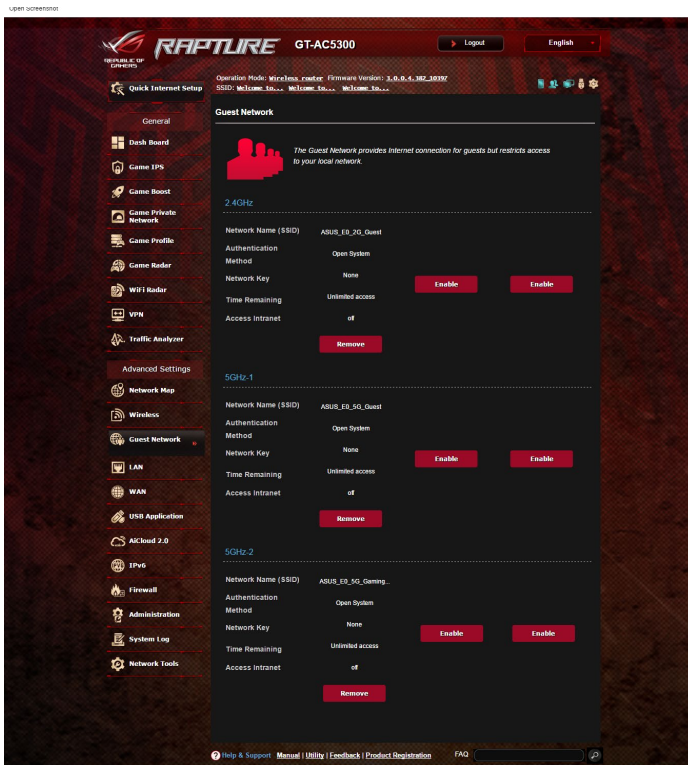 Open Screenshot
REPUBLIC OF GAMERS
RAPTURE GT-AC5300 Logout English
Quick Internet Setup
Operation Mode: Wireless router Firmware Version: 3.0.0.4.382_10397
SSID: Welcome to... Welcome to... Welcome to...
General
Dash Board
Game IPS
Game Boost
Game Private Network
Game Profile
Game Radar
WiFi Radar
VPN
Traffic Analyzer
Advanced Settings
Network Map
Wireless
Guest Network
LAN
WAN
USB Application
AiCloud 2.0
IPv6
Firewall
Administration
System Log
Network Tools
Guest Network
The Guest Network provides Internet connection for guests but restricts access
to your local network.
2.4GHz
Network Name (SSID) ASUS_E0_2G_Guest
Authentication Method Open System
Network Key None
Enable Enable
Time Remaining Unlimited access
Access Intranet off
Remove
5GHz-1
Network Name (SSID) ASUS_E0_5G_Guest
Authentication Method Open System
Network Key None
Enable Enable
Time Remaining Unlimited access
Access Intranet off
Remove
5GHz-2
Network Name (SSID) ASUS_E0_5G_Gaming...
Authentication Method Open System
Network Key None
Enable Enable
Time Remaining Unlimited access
Access Intranet off
Remove
Help & Support Manual | Utility | Feedback | Product Registration FAQ